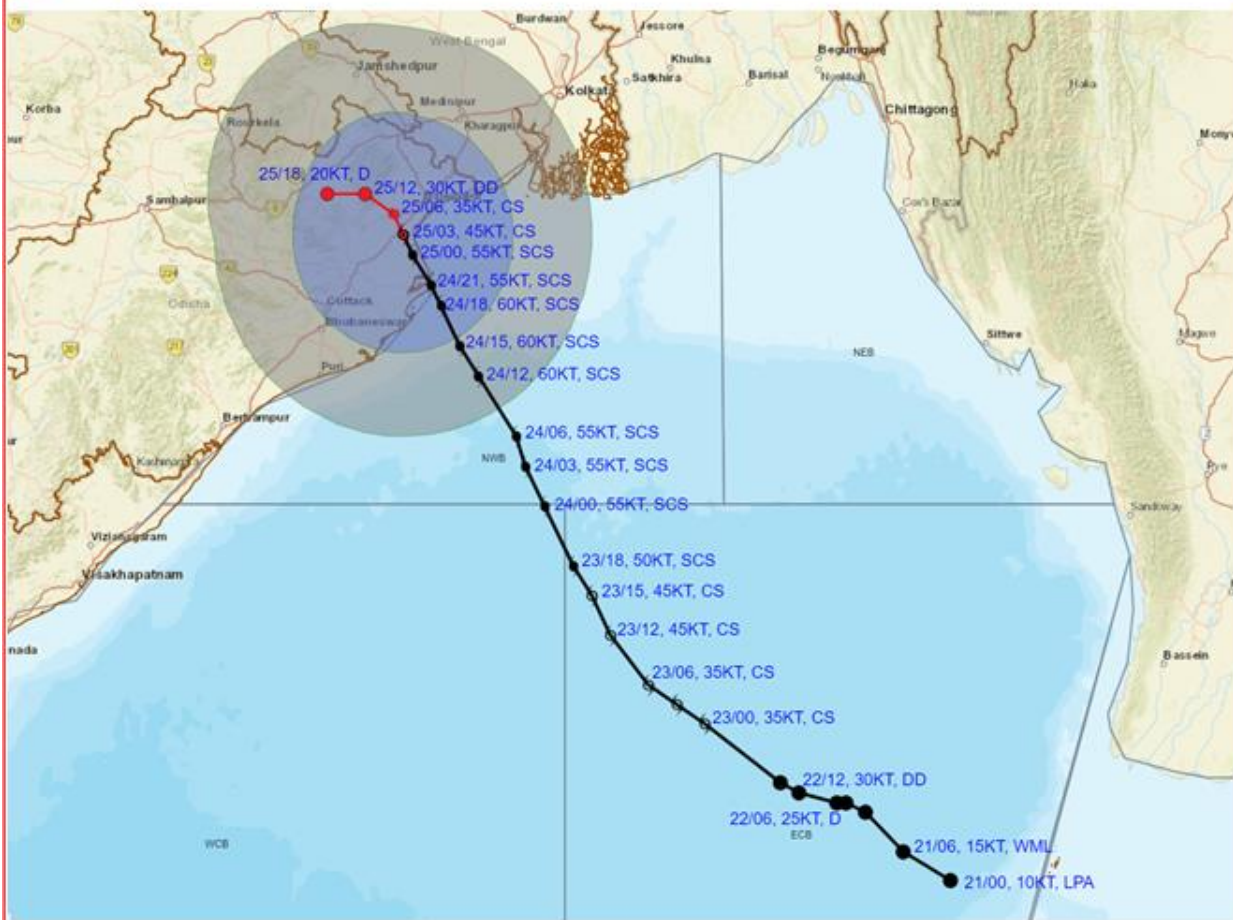 Burdwan
Jessore
West Bengal
Khulna
Begumganj
Jamshedpur
Satkhira
Barisal
Noakhali
Haka
Korba
Medinipur
Kolkata
Chittagong
Rourkela
Kharagpur
25/18, 20KT, D
25/12, 30KT, DD
Sambalpur
25/06, 35KT, CS
Cox's Bazar
25/03, 45KT, CS
25/00, 55KT, SCS
224
24/21, 55KT, SCS
Odisha
Cuttack
24/18, 60KT, SCS
Bhubaneswar
Sittwe
Magwe
24/15, 60KT, SCS
NEB
Puri
24/12, 60KT, SCS
Berhampur
24/06, 55KT, SCS
NWB
24/03, 55KT, SCS
Pye
24/00, 55KT, SCS
Sandoway
Vizianagaram
Visakhapatnam
23/18, 50KT, SCS
23/15, 45KT, CS
23/12, 45KT, CS
nada
Bassein
23/06, 35KT, CS
23/00, 35KT, CS
22/12, 30KT, DD
22/06, 25KT, D
ECB
WCB
21/06, 15KT, WML
21/00, 10KT, LPA